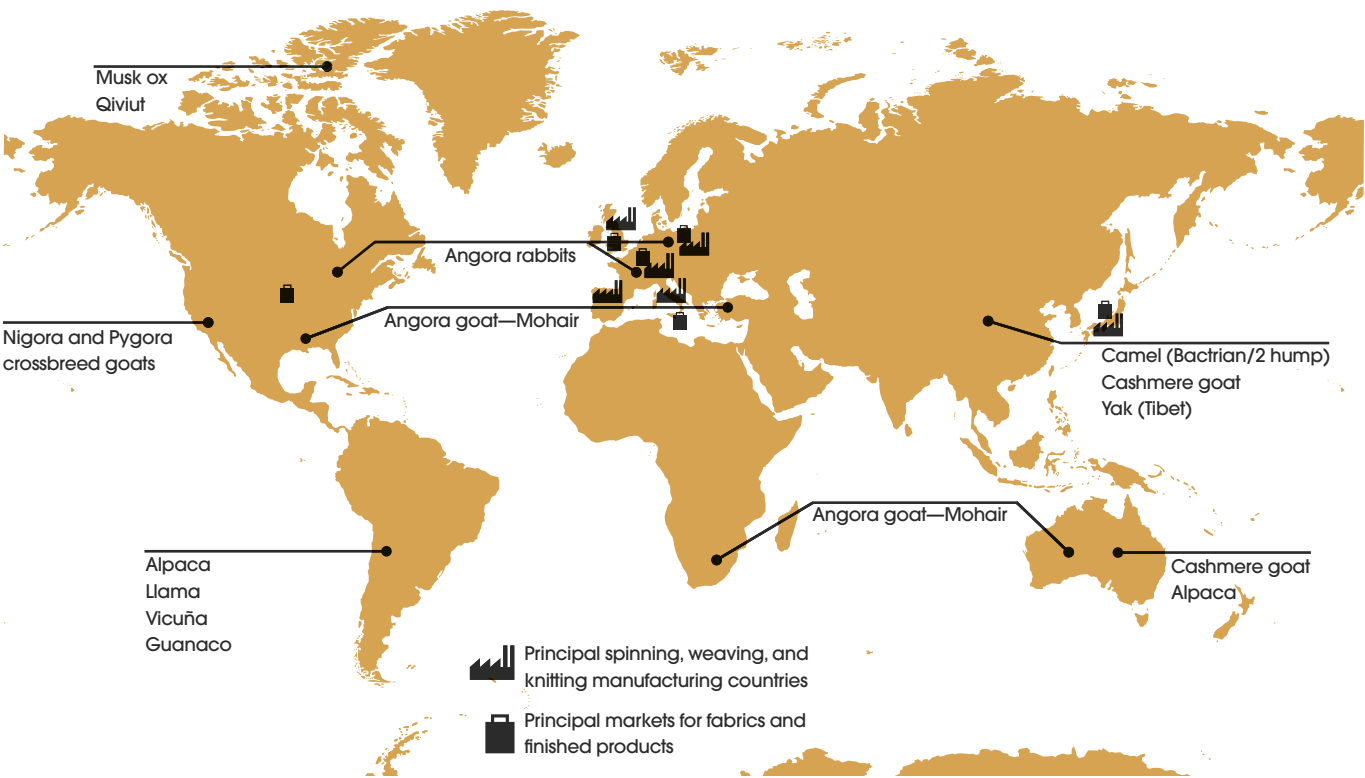 Musk ox
Qiviut
Angora rabbits
Angora goat—Mohair
Nigora and Pygora
crossbreed goats
Camel (Bactrian/2 hump)
Cashmere goat
Yak (Tibet)
Angora goat—Mohair
Alpaca
Llama
Vicuña
Guanaco
Cashmere goat
Alpaca
Principal spinning, weaving, and
knitting manufacturing countries
Principal markets for fabrics and
finished products